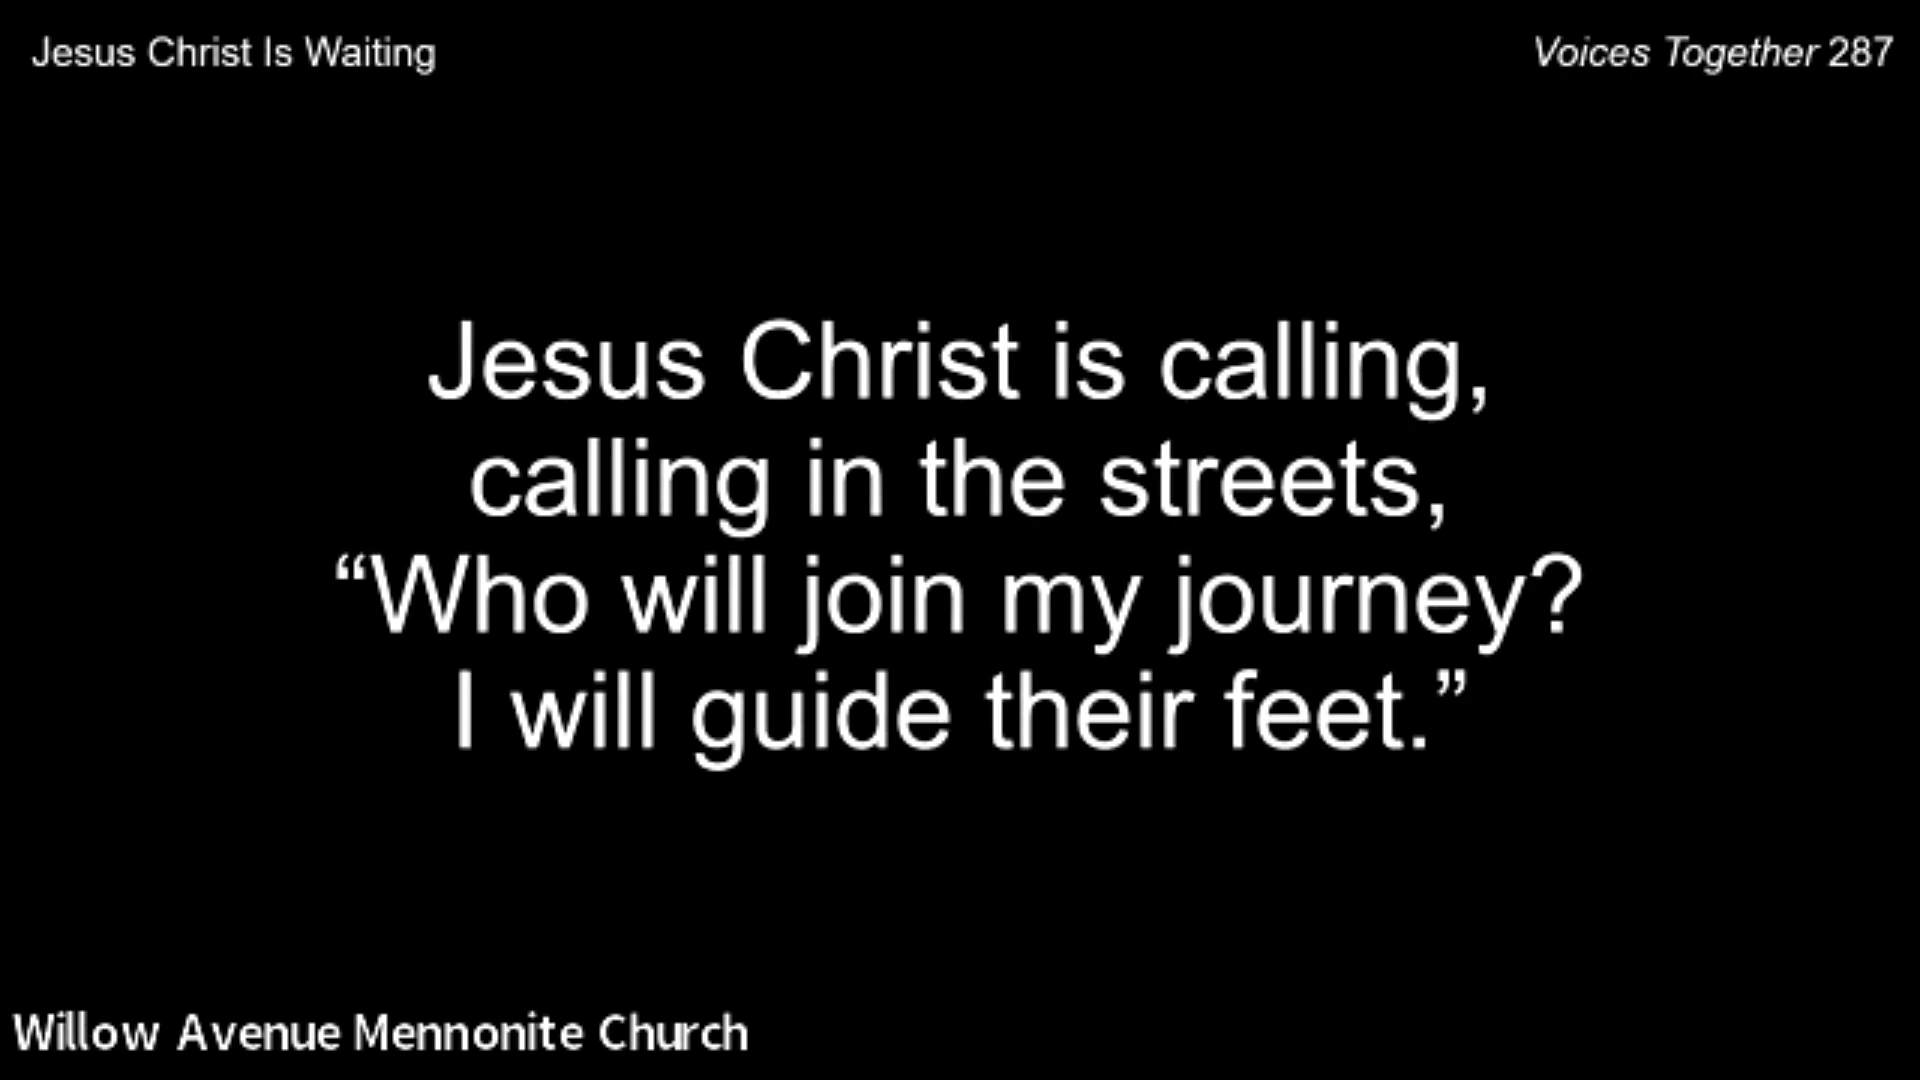 Jesus Christ Is Waiting
Voices Together 287
Jesus Christ is calling,
calling in the streets,
“Who will join my journey?
I will guide their feet.”
Willow Avenue Mennonite Church